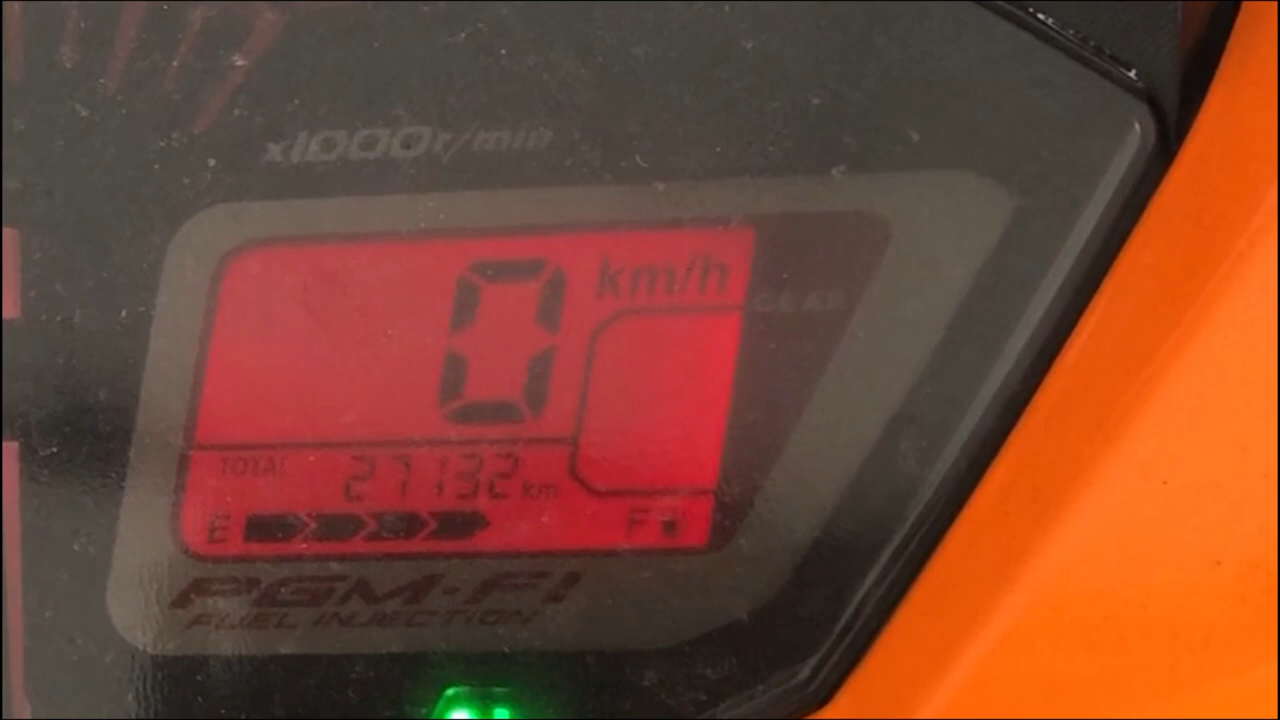 x1000r/min
0 km/h
GEAR
TOTAL 27132 km
E F
PGM-FI
FUEL INJECTION